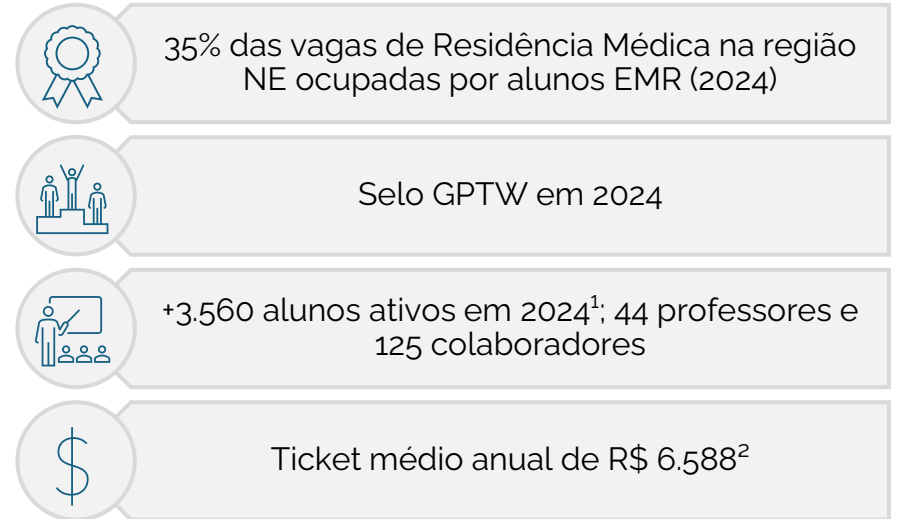 35% das vagas de Residência Médica na região
NE ocupadas por alunos EMR (2024)
Selo GPTW em 2024
+3.560 alunos ativos em 2024¹; 44 professores e
125 colaboradores
Ticket médio anual de R$ 6.588²